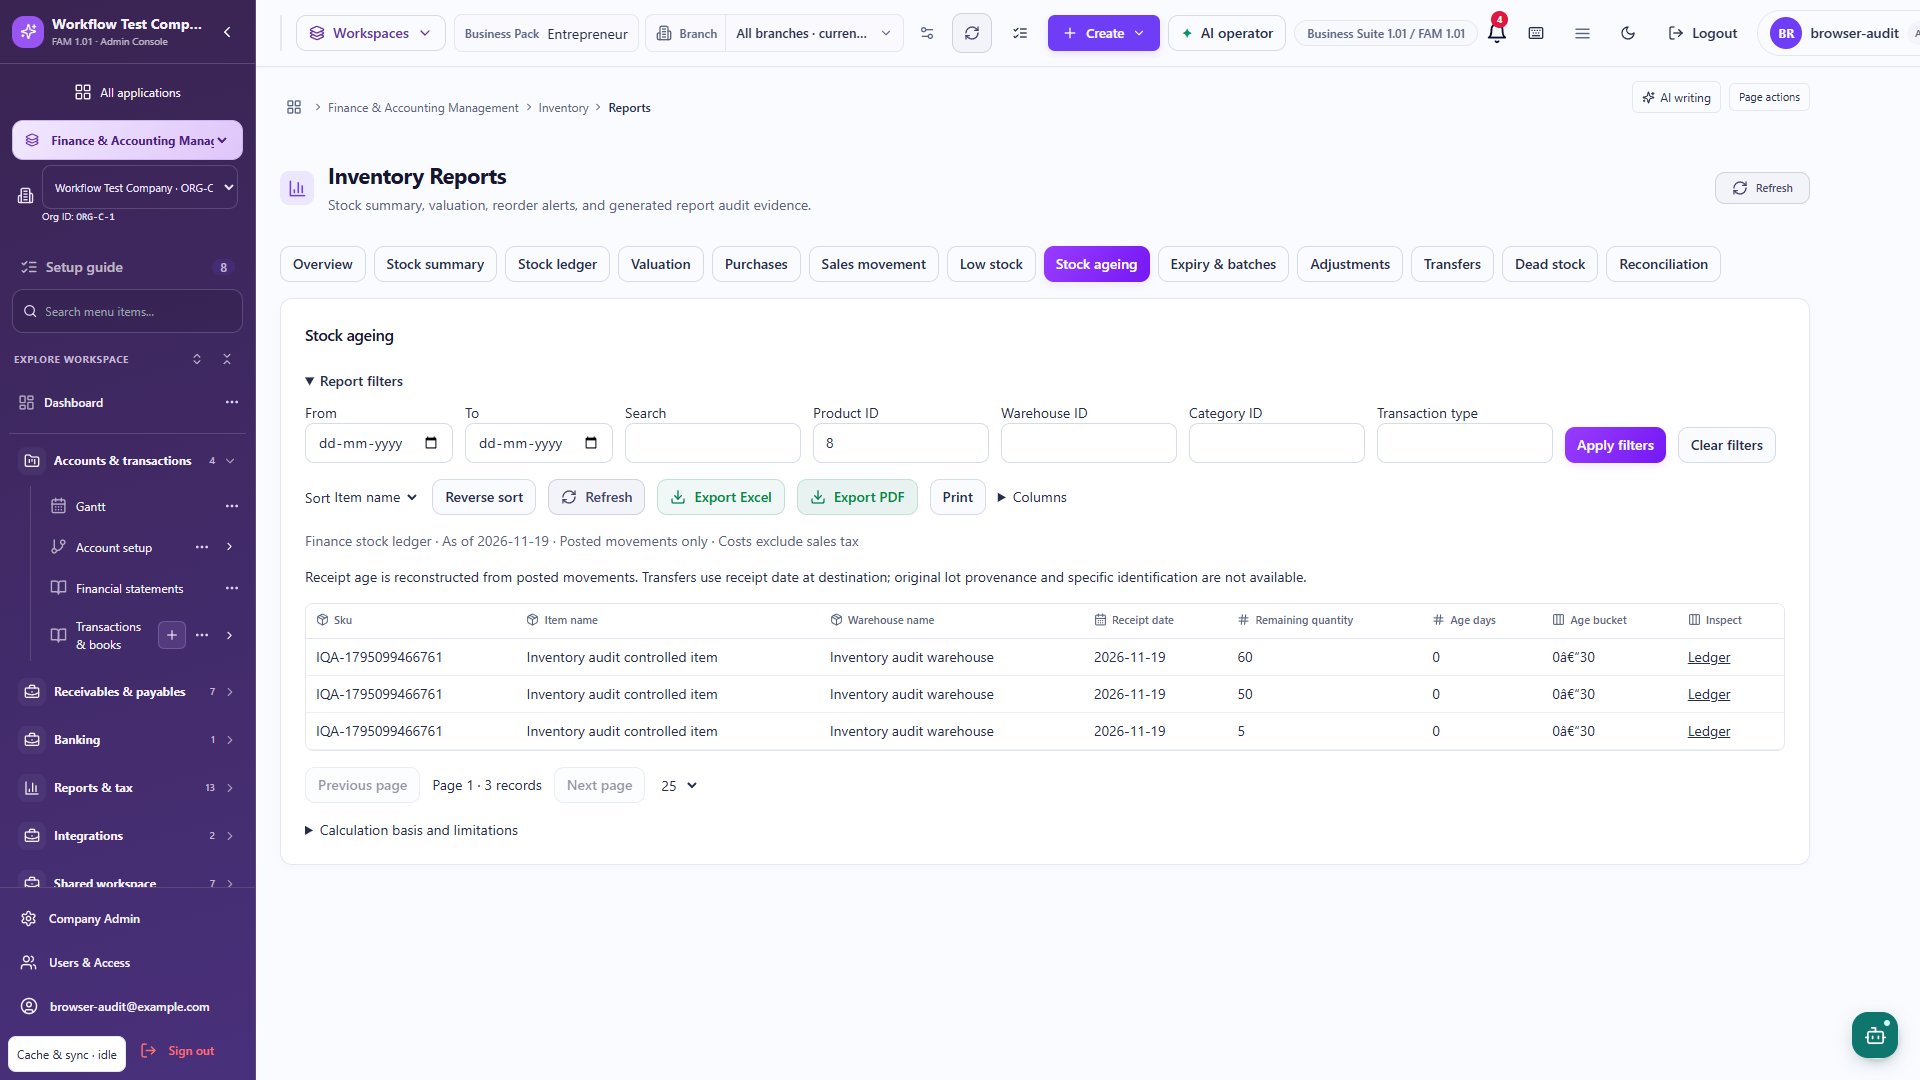 Workflow Test Comp...
FAM 1.01 · Admin Console
All applications
Finance & Accounting Manag
Workflow Test Company · ORG-C
Org ID: ORG-C-1
Setup guide 8
Search menu items...
EXPLORE WORKSPACE
Dashboard
Accounts & transactions 4
Gantt
Account setup
Financial statements
Transactions
& books
Receivables & payables 7
Banking 1
Reports & tax 13
Integrations 2
Shared workspace 7
Company Admin
Users & Access
browser-audit@example.com
Cache & sync · idle
Sign out
Workspaces
Business Pack Entrepreneur
Branch All branches · curren...
Create
AI operator
Business Suite 1.01 / FAM 1.01
4
Logout
BR browser-audit
Finance & Accounting Management > Inventory > Reports
AI writing
Page actions
Inventory Reports
Stock summary, valuation, reorder alerts, and generated report audit evidence.
Refresh
Overview Stock summary Stock ledger Valuation Purchases Sales movement Low stock Stock ageing Expiry & batches Adjustments Transfers Dead stock Reconciliation
Stock ageing
▼ Report filters
From To Search Product ID Warehouse ID Category ID Transaction type
dd-mm-yyyy dd-mm-yyyy 8 Apply filters Clear filters
Sort Item name Reverse sort Refresh Export Excel Export PDF Print ▶ Columns
Finance stock ledger · As of 2026-11-19 · Posted movements only · Costs exclude sales tax
Receipt age is reconstructed from posted movements. Transfers use receipt date at destination; original lot provenance and specific identification are not available.
Sku Item name Warehouse name Receipt date Remaining quantity Age days Age bucket Inspect
IQA-1795099466761 Inventory audit controlled item Inventory audit warehouse 2026-11-19 60 0 0â€“30 Ledger
IQA-1795099466761 Inventory audit controlled item Inventory audit warehouse 2026-11-19 50 0 0â€“30 Ledger
IQA-1795099466761 Inventory audit controlled item Inventory audit warehouse 2026-11-19 5 0 0â€“30 Ledger
Previous page Page 1 · 3 records Next page 25
▶ Calculation basis and limitations